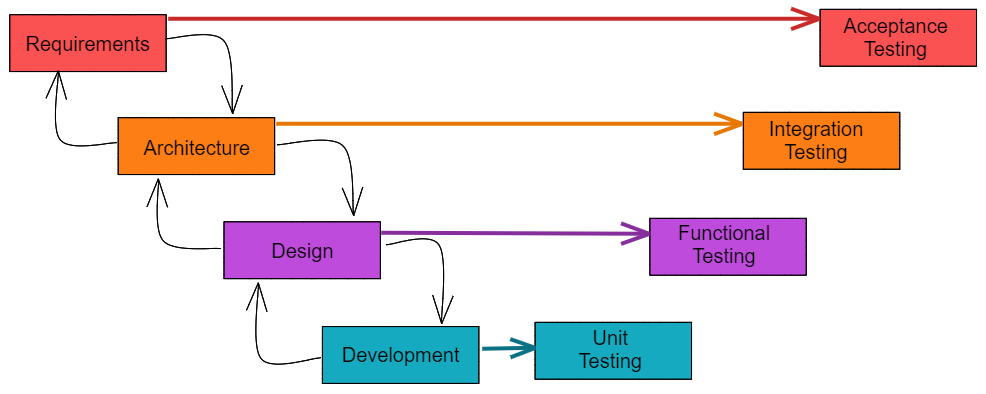 Requirements
Acceptance
Testing
Architecture
Integration
Testing
Design
Functional
Testing
Development
Unit
Testing